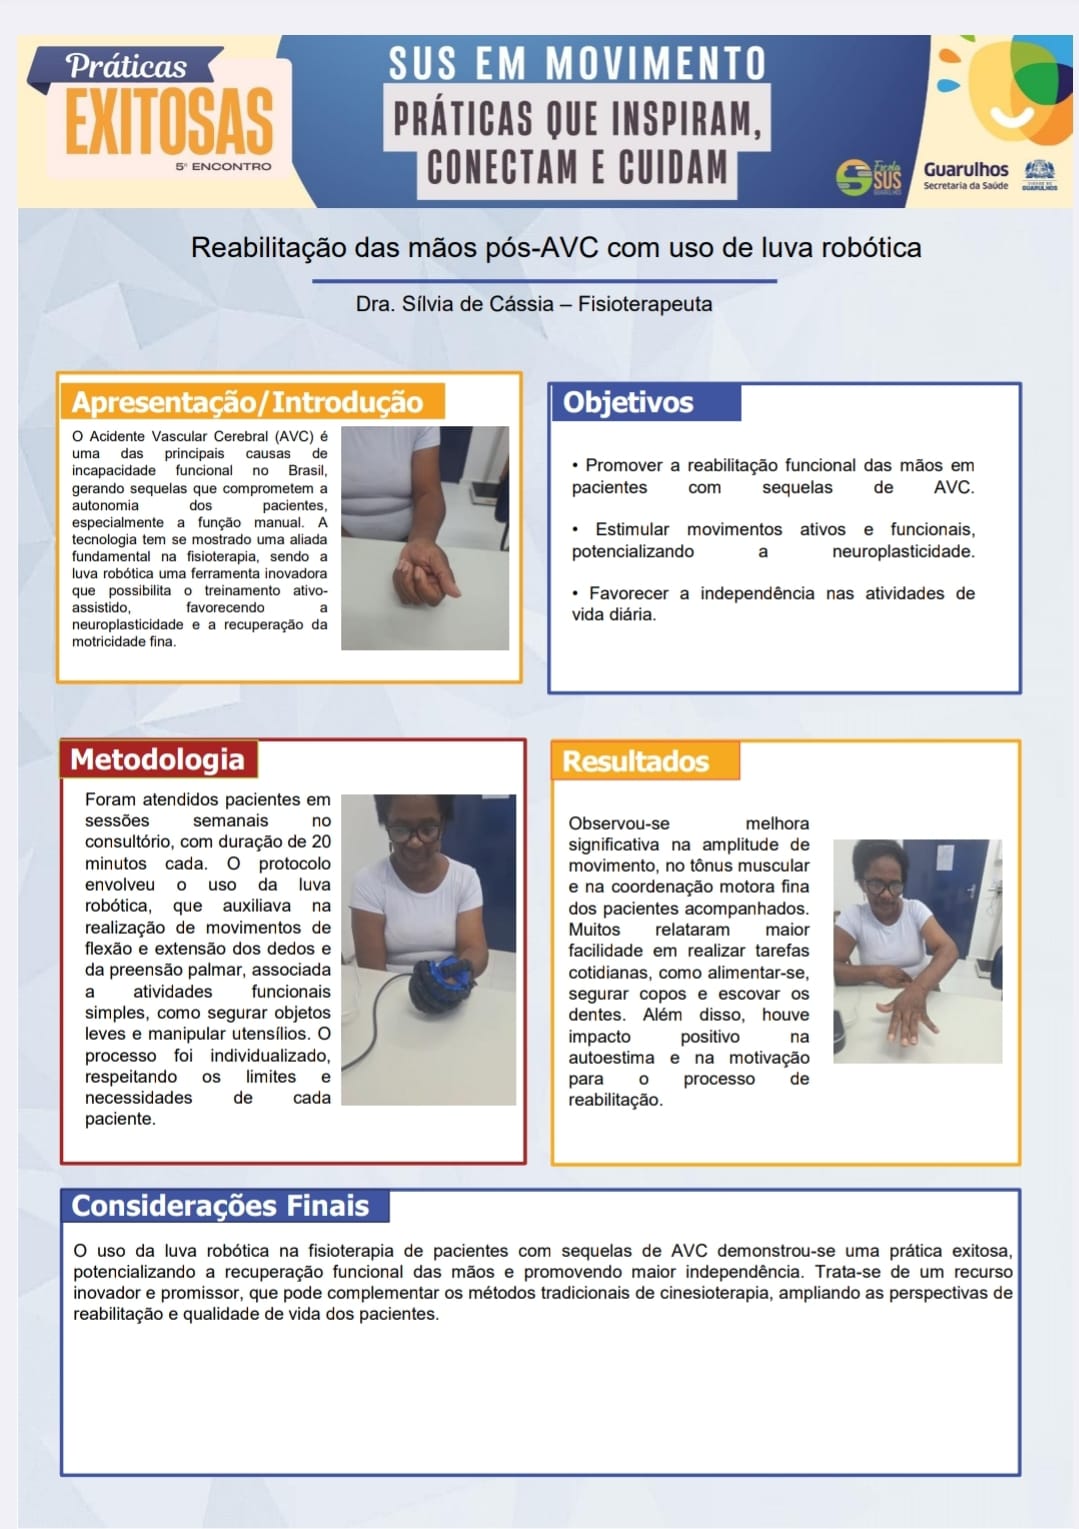 Práticas
EXITOSAS
5º ENCONTRO
SUS EM MOVIMENTO
PRÁTICAS QUE INSPIRAM,
CONECTAM E CUIDAM
Escola
SUS
GUARULHOS
Guarulhos
Secretaria da Saúde
CIDADE DE
GUARULHOS
Reabilitação das mãos pós-AVC com uso de luva robótica
Dra. Sílvia de Cássia – Fisioterapeuta
Apresentação/Introdução
O Acidente Vascular Cerebral (AVC) é
uma das principais causas de
incapacidade funcional no Brasil,
gerando sequelas que comprometem a
autonomia dos pacientes,
especialmente a função manual. A
tecnologia tem se mostrado uma aliada
fundamental na fisioterapia, sendo a
luva robótica uma ferramenta inovadora
que possibilita o treinamento ativo-
assistido, favorecendo a
neuroplasticidade e a recuperação da
motricidade fina.
Objetivos
• Promover a reabilitação funcional das mãos em
pacientes com sequelas de AVC.
• Estimular movimentos ativos e funcionais,
potencializando a neuroplasticidade.
• Favorecer a independência nas atividades de
vida diária.
Metodologia
Foram atendidos pacientes em
sessões semanais no
consultório, com duração de 20
minutos cada. O protocolo
envolveu o uso da luva
robótica, que auxiliava na
realização de movimentos de
flexão e extensão dos dedos e
da preensão palmar, associada
a atividades funcionais
simples, como segurar objetos
leves e manipular utensílios. O
processo foi individualizado,
respeitando os limites e
necessidades de cada
paciente.
Resultados
Observou-se melhora
significativa na amplitude de
movimento, no tônus muscular
e na coordenação motora fina
dos pacientes acompanhados.
Muitos relataram maior
facilidade em realizar tarefas
cotidianas, como alimentar-se,
segurar copos e escovar os
dentes. Além disso, houve
impacto positivo na
autoestima e na motivação
para o processo de
reabilitação.
Considerações Finais
O uso da luva robótica na fisioterapia de pacientes com sequelas de AVC demonstrou-se uma prática exitosa,
potencializando a recuperação funcional das mãos e promovendo maior independência. Trata-se de um recurso
inovador e promissor, que pode complementar os métodos tradicionais de cinesioterapia, ampliando as perspectivas de
reabilitação e qualidade de vida dos pacientes.